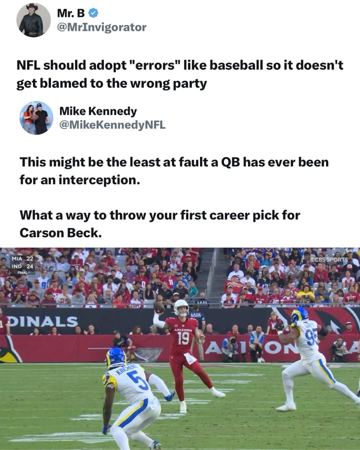 Mr. B
@MrInvigorator
NFL should adopt "errors" like baseball so it doesn't
get blamed to the wrong party
Mike Kennedy
@MikeKennedyNFL
This might be the least at fault a QB has ever been
for an interception.
What a way to throw your first career pick for
Carson Beck.
MIA 22
IND 24
FINAL
CBS SPORTS
DINALS
19
5